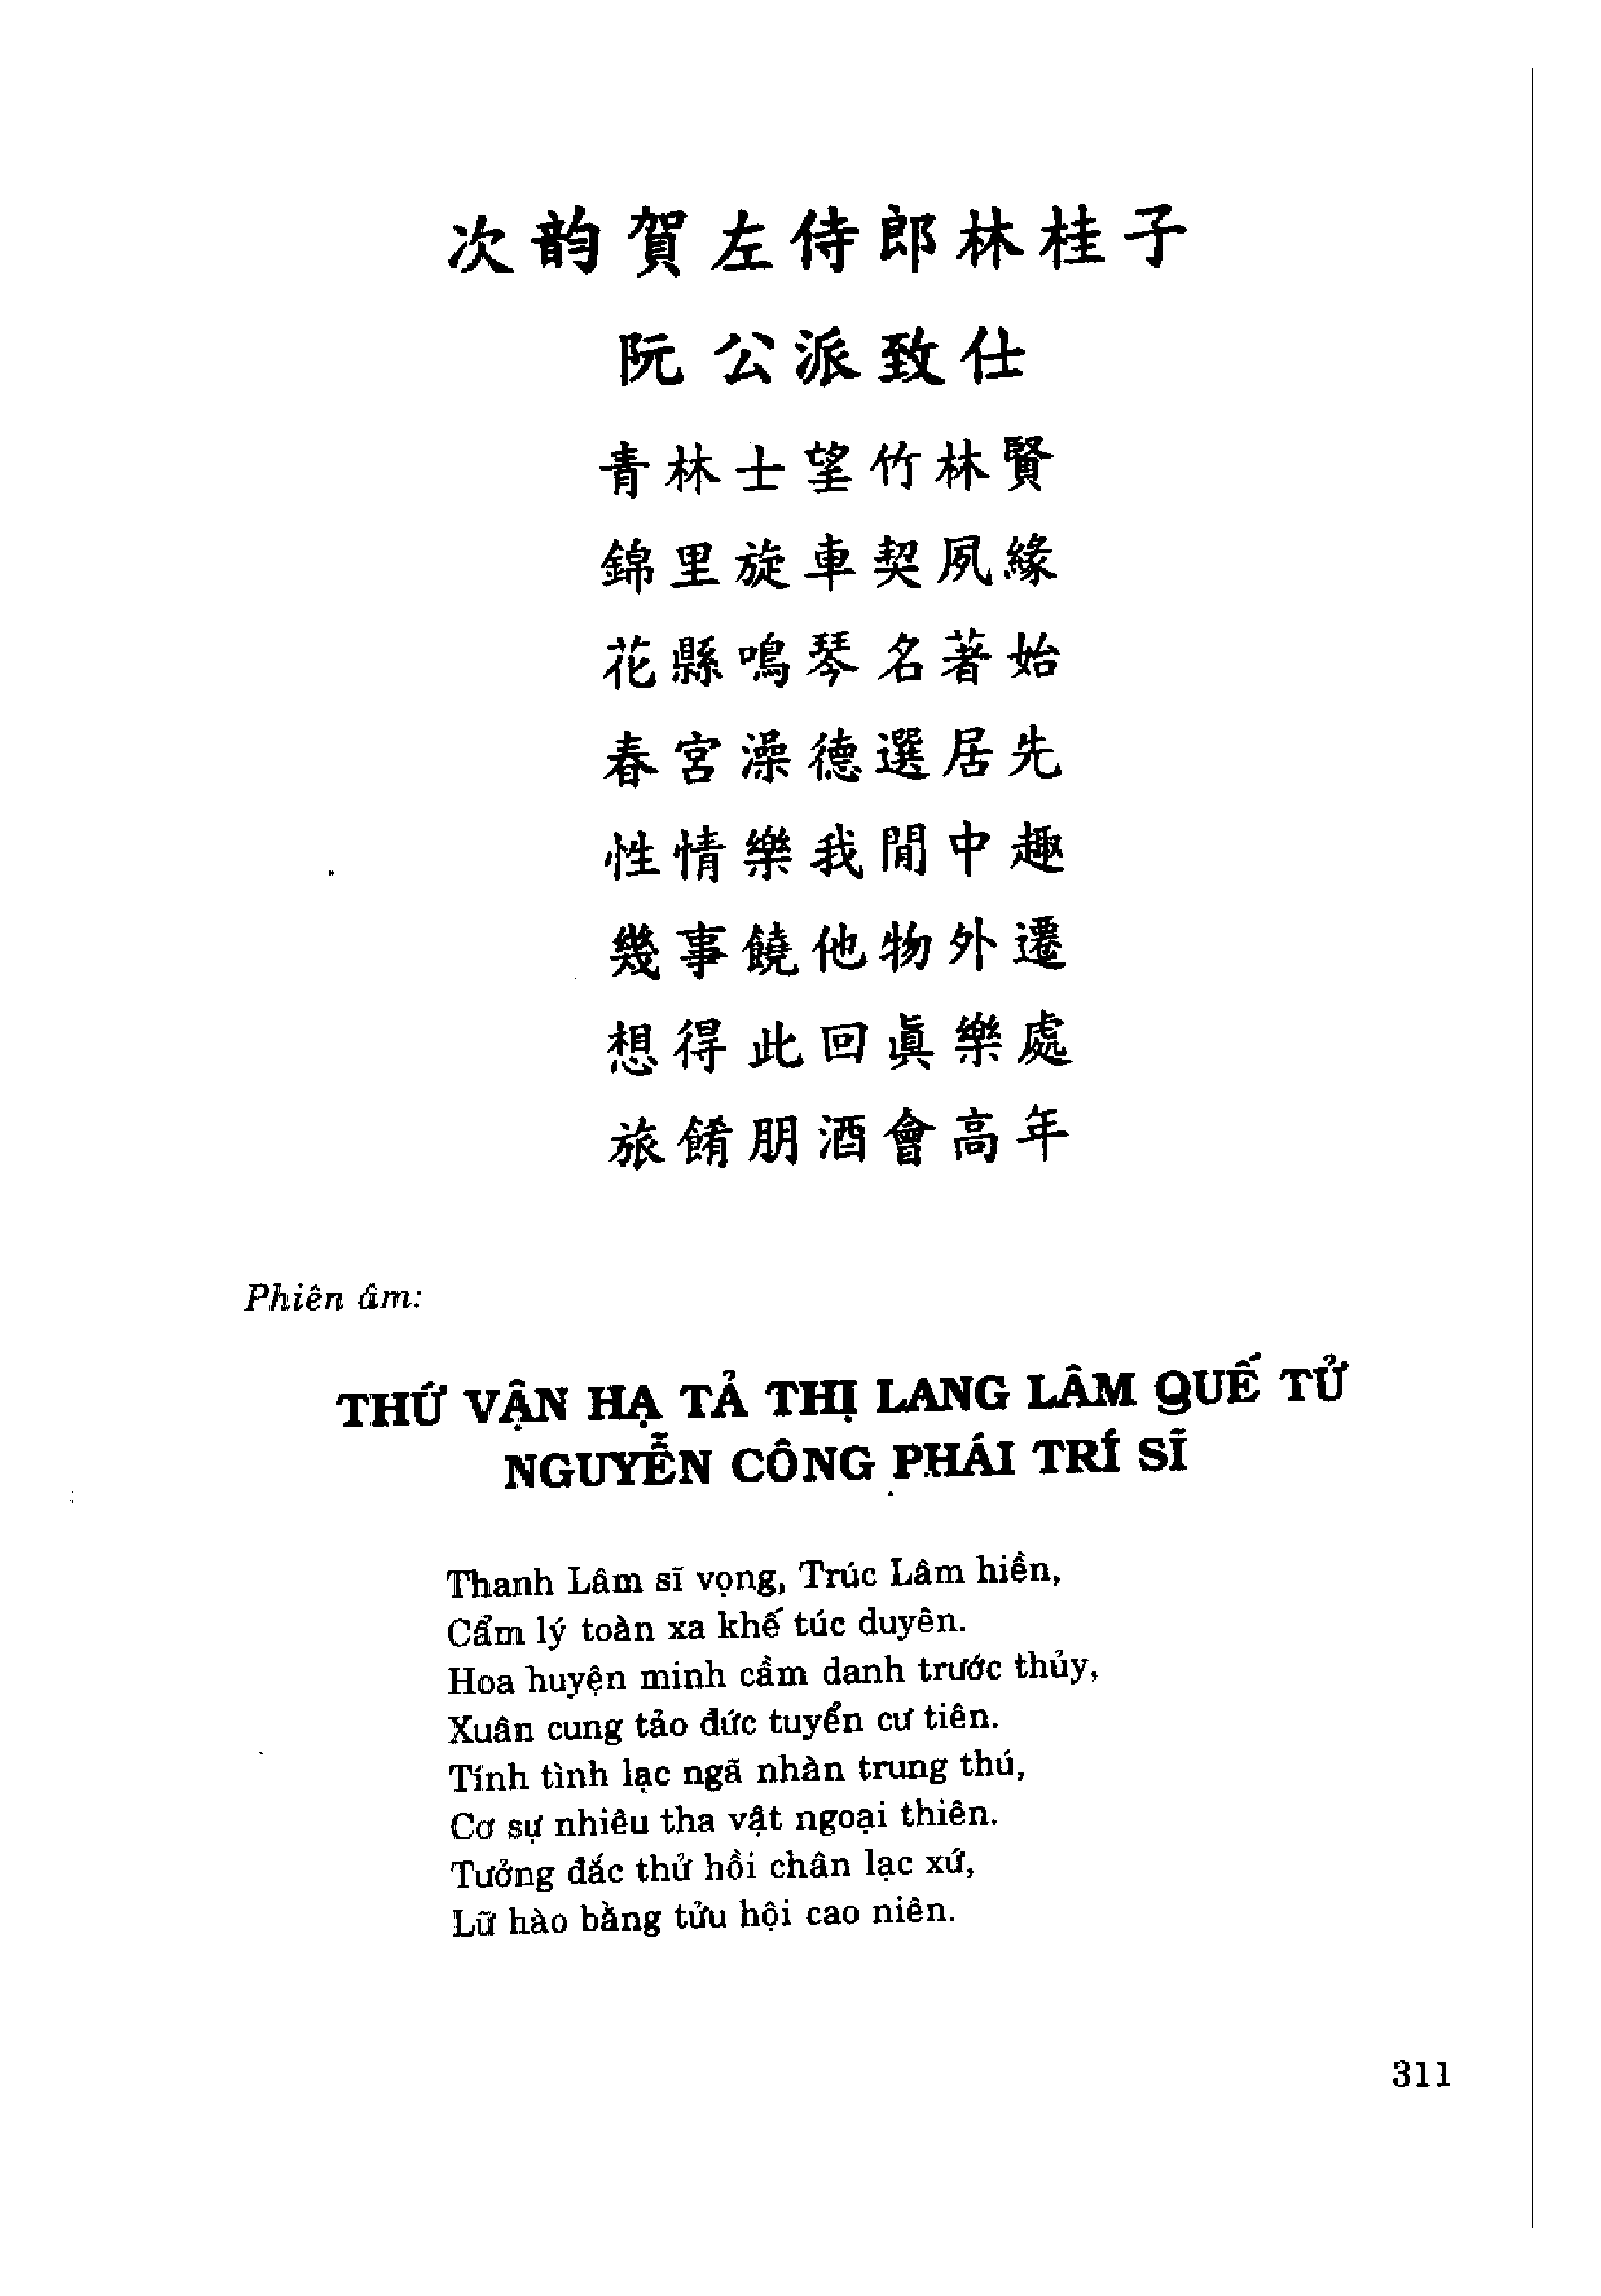 次韵賀左侍郎林桂子
阮公派致仕
青林士望竹林賢
錦里旋車契夙緣
花縣鳴琴名著始
春宮澡德選居先
性情樂我閒中趣
幾事饒他物外遷
想得此回眞樂處
旅餚朋酒會高年
Phiên âm:
THỨ VẬN HẠ TẢ THỊ LANG LÂM QUẾ TỬ
NGUYỄN CÔNG PHÁI TRÍ SĨ
Thanh Lâm sĩ vọng, Trúc Lâm hiền,
Cẩm lý toàn xa khế túc duyên.
Hoa huyện minh cầm danh trước thủy,
Xuân cung tảo đức tuyển cư tiên.
Tính tình lạc ngã nhàn trung thú,
Cơ sự nhiêu tha vật ngoại thiên.
Tưởng đắc thử hồi chân lạc xứ,
Lữ hào bằng tửu hội cao niên.
311